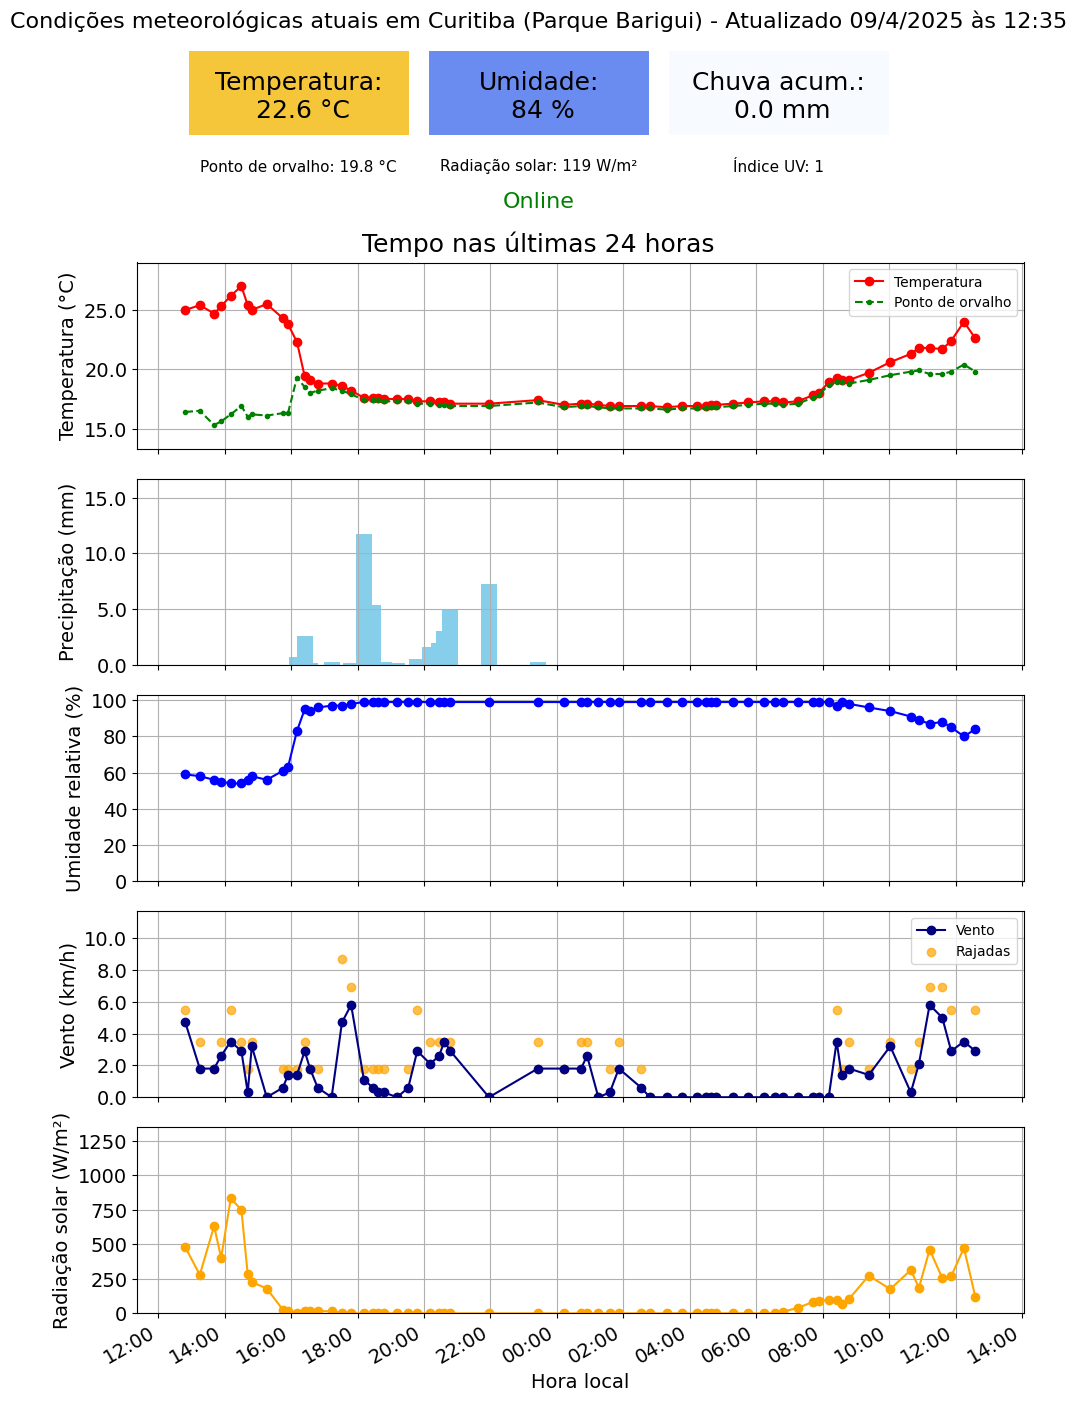 Condições meteorológicas atuais em Curitiba (Parque Barigui) - Atualizado 09/4/2025 às 12:35
Temperatura:
22.6 °C
Umidade:
84 %
Chuva acum.:
0.0 mm
Ponto de orvalho: 19.8 °C
Radiação solar: 119 W/m²
Índice UV: 1
Online
Tempo nas últimas 24 horas
Temperatura (°C)
25.0
20.0
15.0
Temperatura
Ponto de orvalho
Precipitação (mm)
15.0
10.0
5.0
0.0
Umidade relativa (%)
100
80
60
40
20
0
Vento (km/h)
10.0
8.0
6.0
4.0
2.0
0.0
Vento
Rajadas
Radiação solar (W/m²)
1250
1000
750
500
250
0
12:00
14:00
16:00
18:00
20:00
22:00
00:00
02:00
04:00
06:00
08:00
10:00
12:00
14:00
Hora local